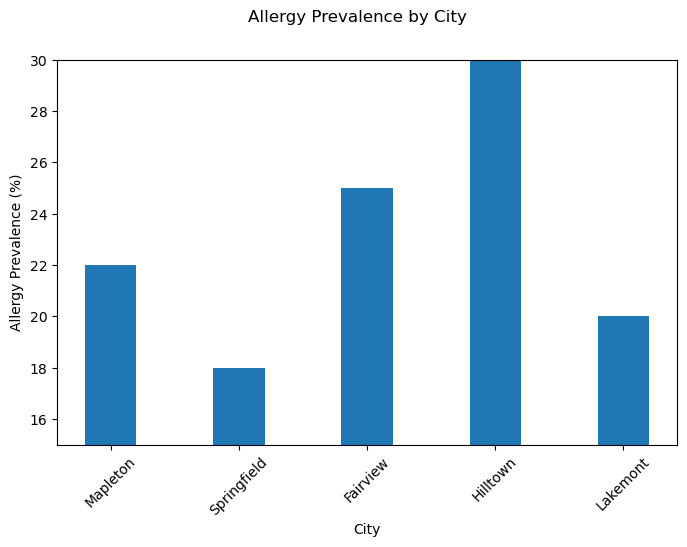 Allergy Prevalence by City
Allergy Prevalence (%)
30
28
26
24
22
20
18
16
Mapleton
Springfield
Fairview
Hilltown
Lakemont
City